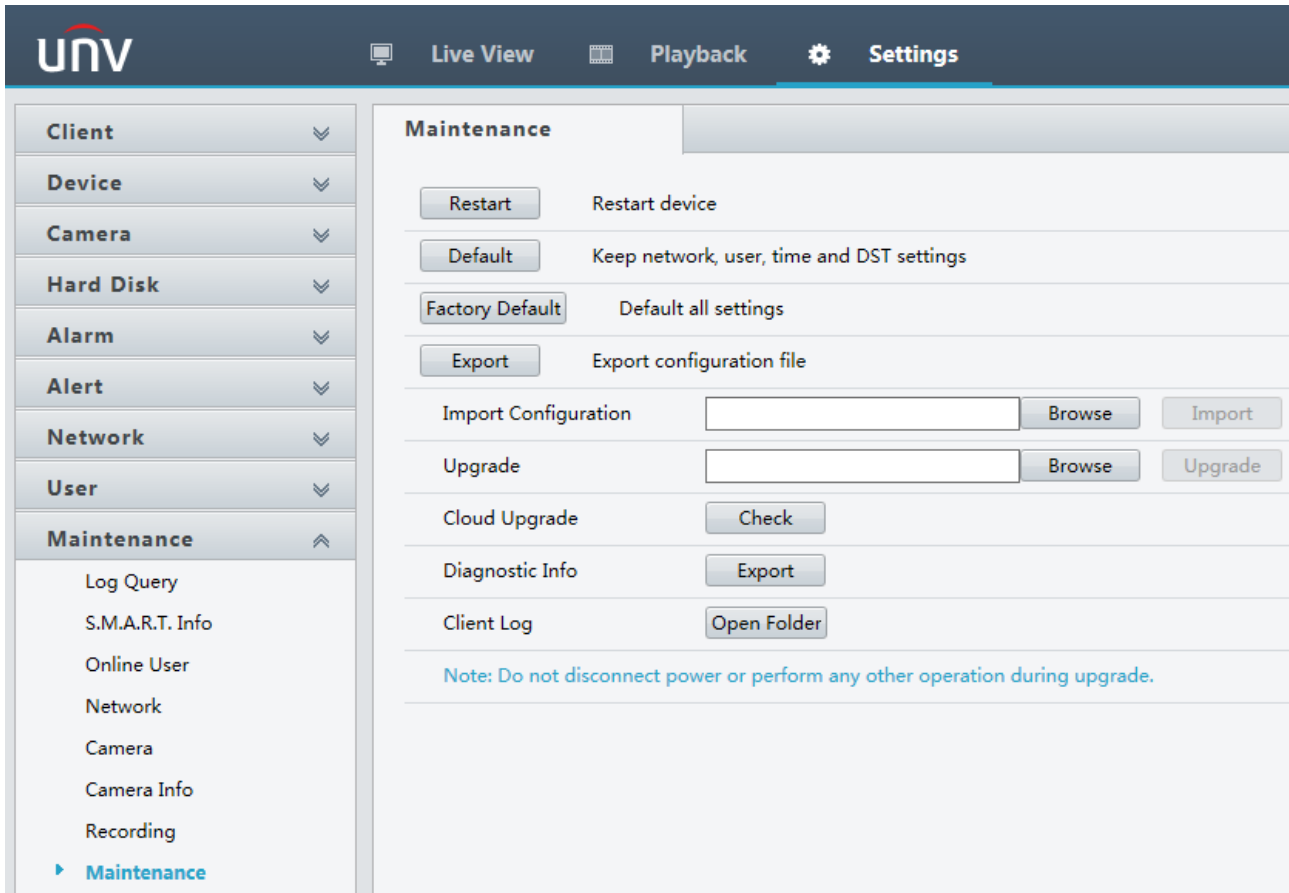 unv
Live View Playback Settings
Client
Device
Camera
Hard Disk
Alarm
Alert
Network
User
Maintenance
Log Query
S.M.A.R.T. Info
Online User
Network
Camera
Camera Info
Recording
Maintenance
Maintenance
Restart Restart device
Default Keep network, user, time and DST settings
Factory Default Default all settings
Export Export configuration file
Import Configuration Browse Import
Upgrade Browse Upgrade
Cloud Upgrade Check
Diagnostic Info Export
Client Log Open Folder
Note: Do not disconnect power or perform any other operation during upgrade.